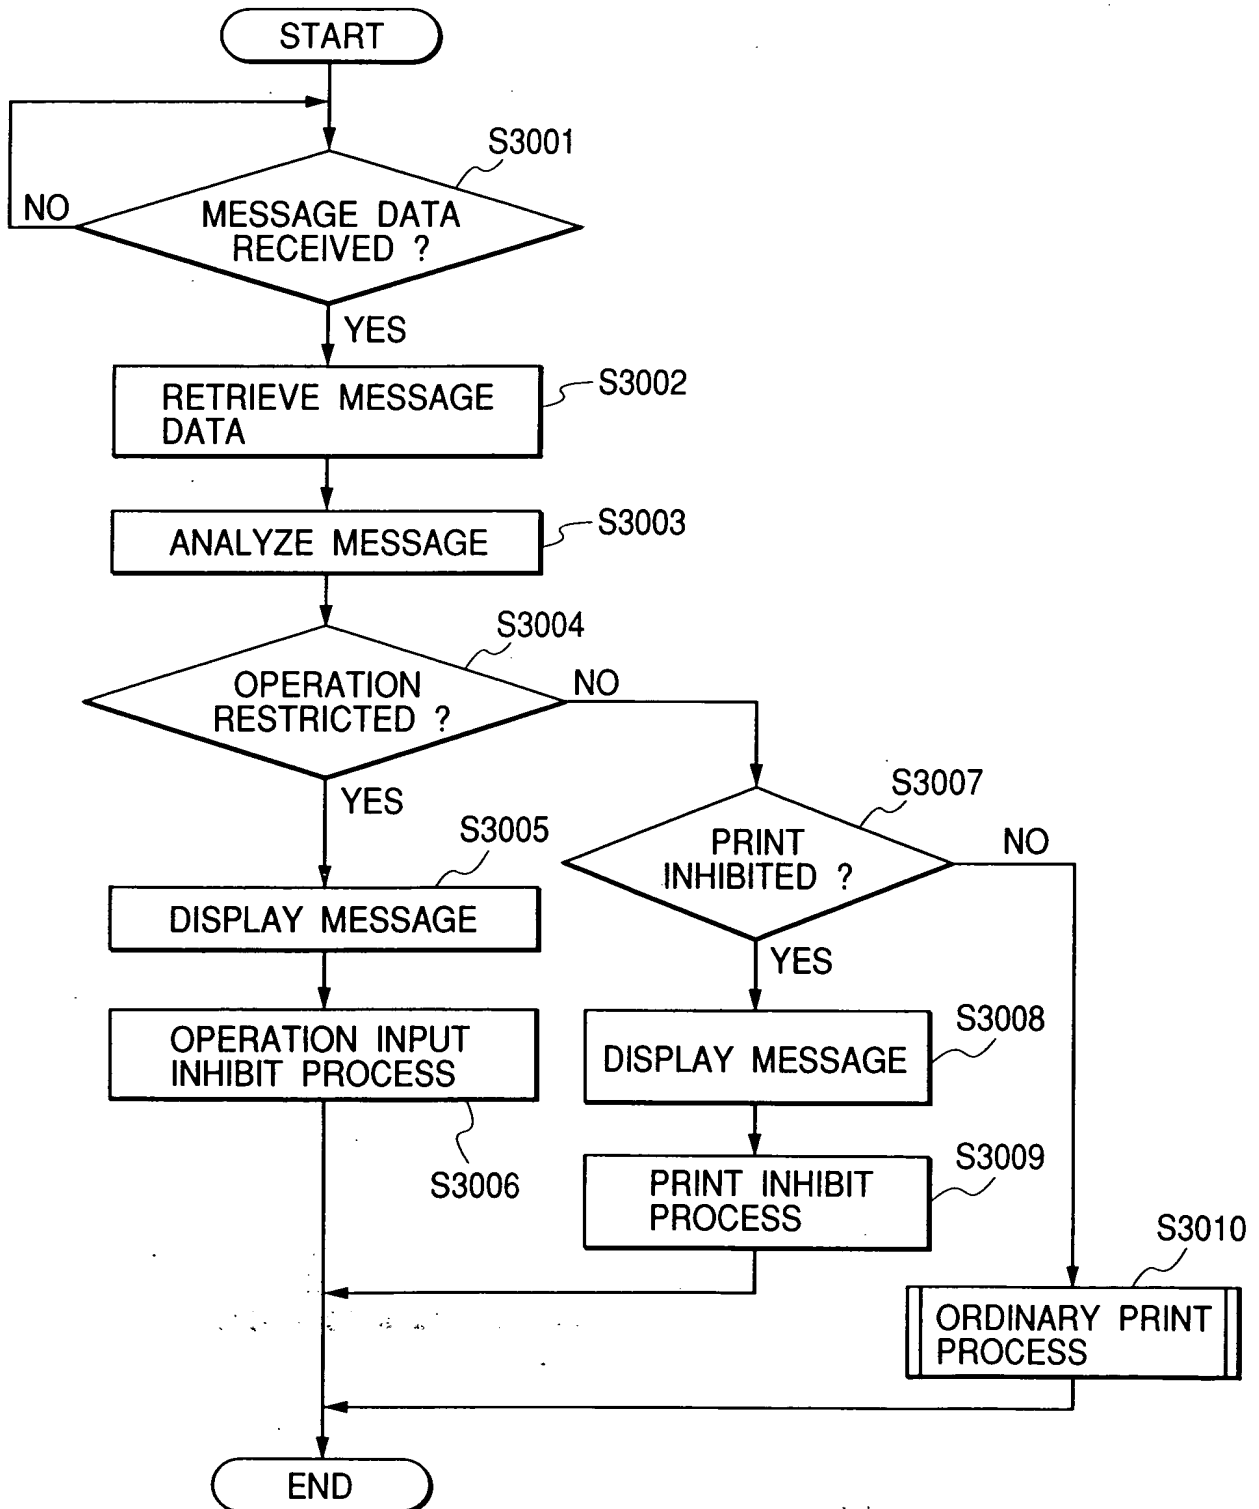 START
S3001
NO
MESSAGE DATA
RECEIVED ?
YES
S3002
RETRIEVE MESSAGE
DATA
S3003
ANALYZE MESSAGE
S3004
OPERATION
RESTRICTED ?
NO
YES
S3007
S3005
PRINT
INHIBITED ?
NO
DISPLAY MESSAGE
YES
OPERATION INPUT
INHIBIT PROCESS
S3008
DISPLAY MESSAGE
S3006
S3009
PRINT INHIBIT
PROCESS
S3010
ORDINARY PRINT
PROCESS
END